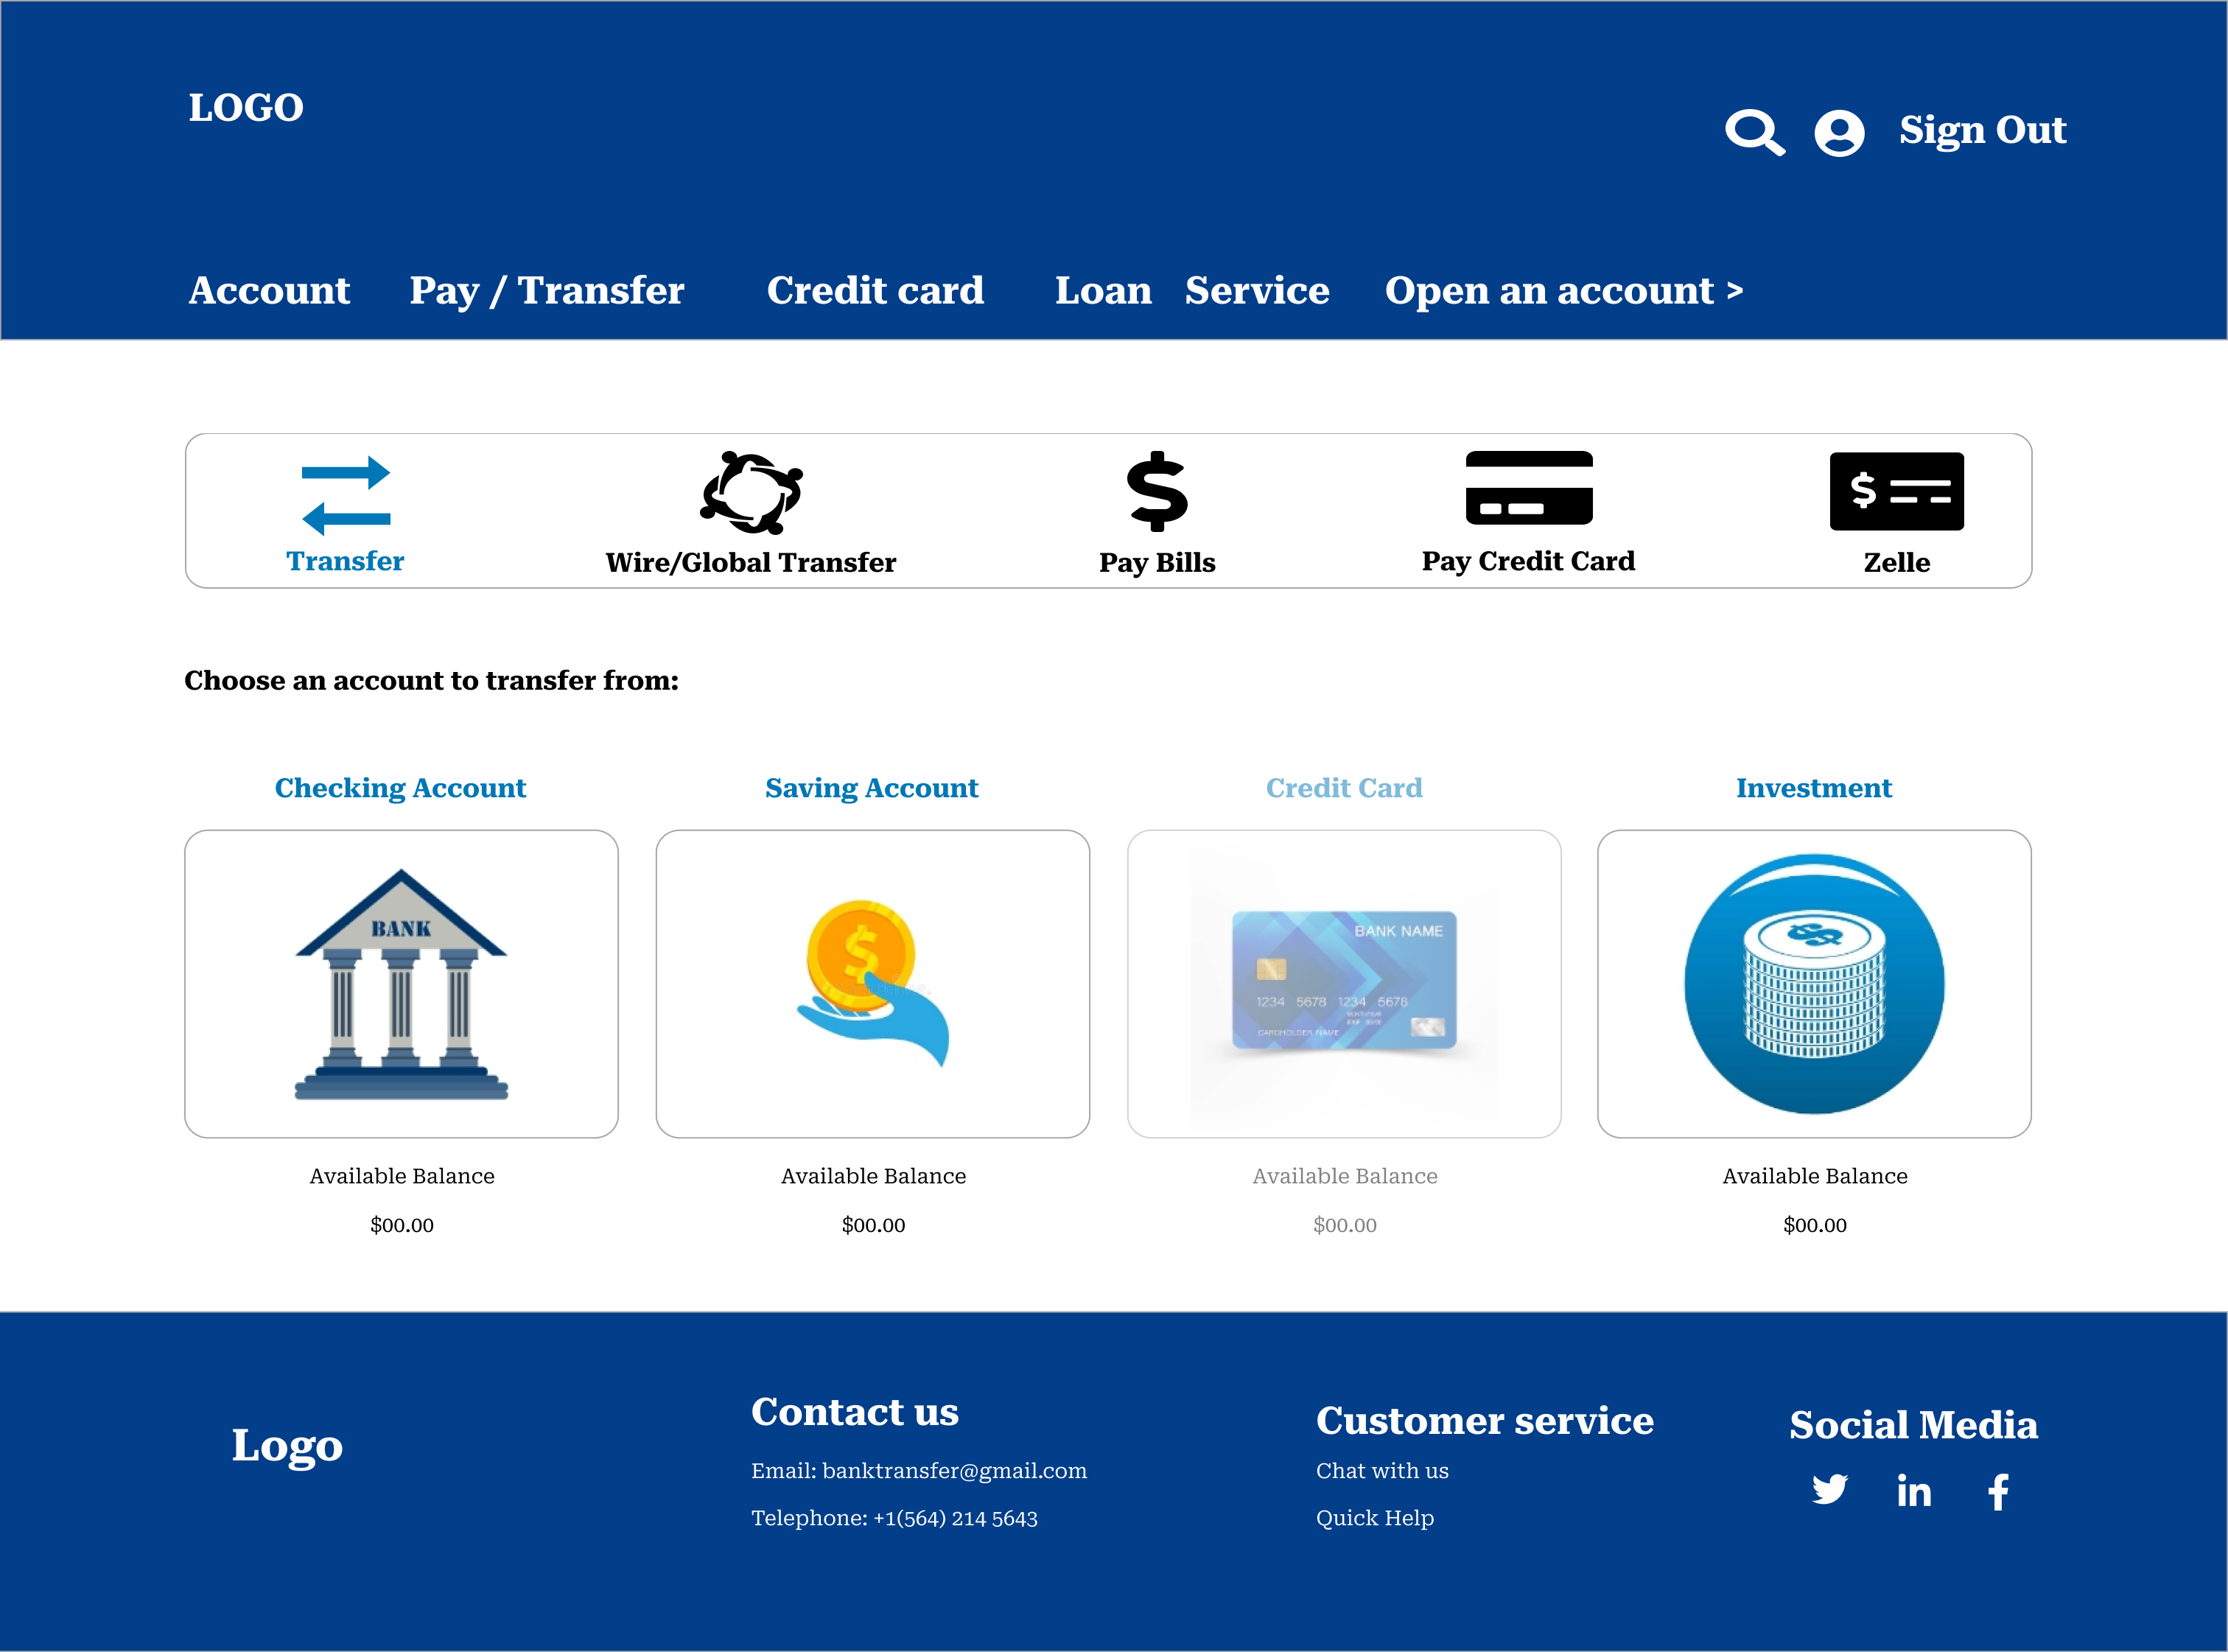 LOGO
Sign Out
Account Pay / Transfer Credit card Loan Service Open an account >
Transfer Wire/Global Transfer Pay Bills Pay Credit Card Zelle
Choose an account to transfer from:
Checking Account Saving Account Credit Card Investment
BANK
BANK NAME
1234 5678 1234 5678
CARDHOLDER NAME
Available Balance Available Balance Available Balance Available Balance
$00.00 $00.00 $00.00 $00.00
Logo
Contact us
Email: banktransfer@gmail.com
Telephone: +1(564) 214 5643
Customer service
Chat with us
Quick Help
Social Media